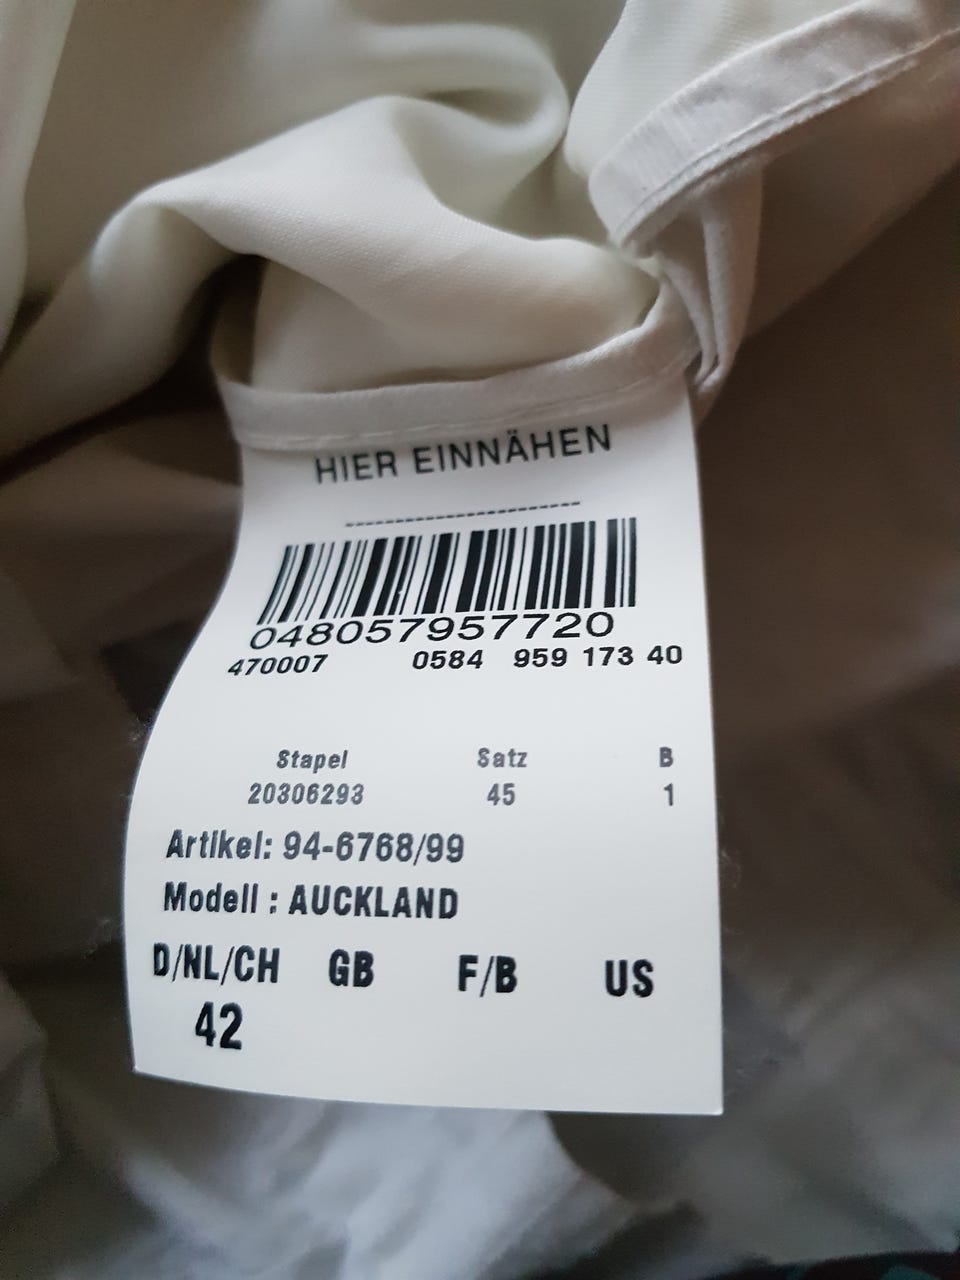 HIER EINNÄHEN
048057957720
470007 0584 959 173 40
Stapel Satz B
20306293 45 1
Artikel: 94-6768/99
Modell : AUCKLAND
D/NL/CH GB F/B US
42